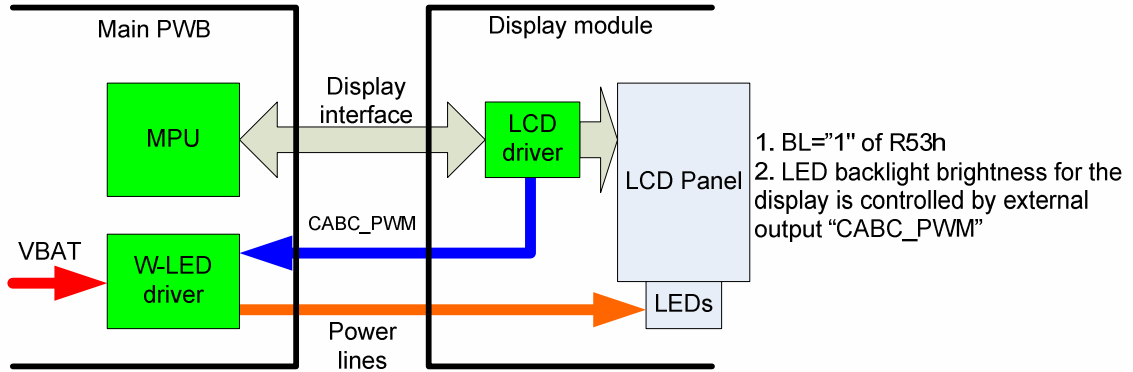 Main PWB
Display module
Display
interface
MPU
LCD
driver
LCD Panel
1. BL=”1" of R53h
2. LED backlight brightness for the
display is controlled by external
output “CABC_PWM”
CABC_PWM
VBAT
W-LED
driver
LEDs
Power
lines